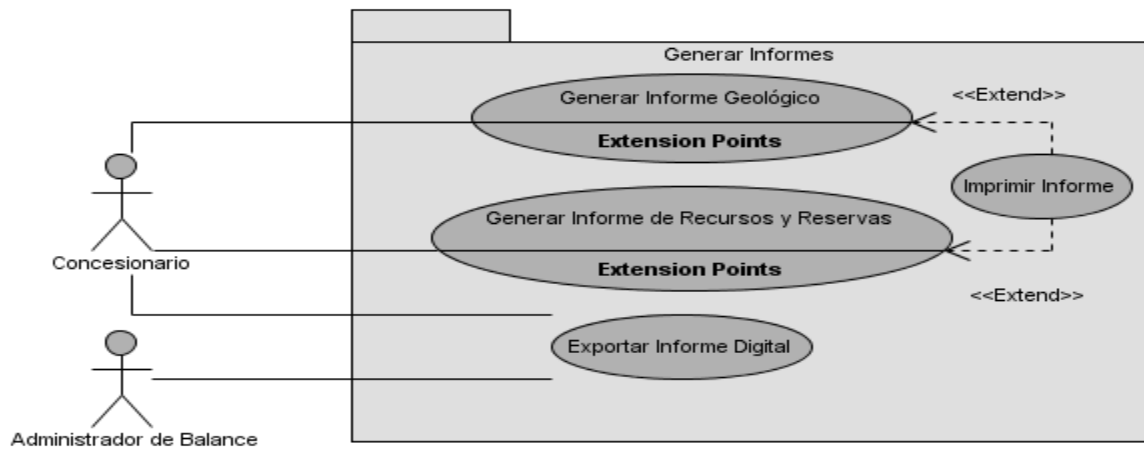 Generar Informes
Generar Informe Geológico
<<Extend>>
Extension Points
Imprimir Informe
Generar Informe de Recursos y Reservas
Concesionario
Extension Points
<<Extend>>
Exportar Informe Digital
Administrador de Balance